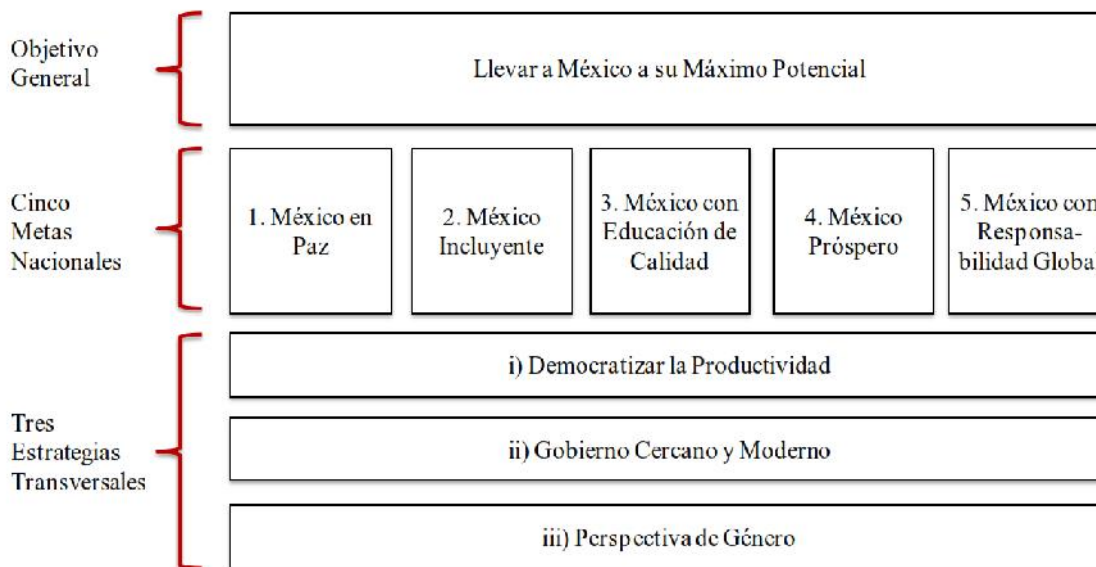 Objetivo
General
Llevar a México a su Máximo Potencial
Cinco
Metas
Nacionales
1. México en
Paz
2. México
Incluyente
3. México con
Educación de
Calidad
4. México
Próspero
5. México con
Responsa-
bilidad Global
Tres
Estrategias
Transversales
i) Democratizar la Productividad
ii) Gobierno Cercano y Moderno
iii) Perspectiva de Género